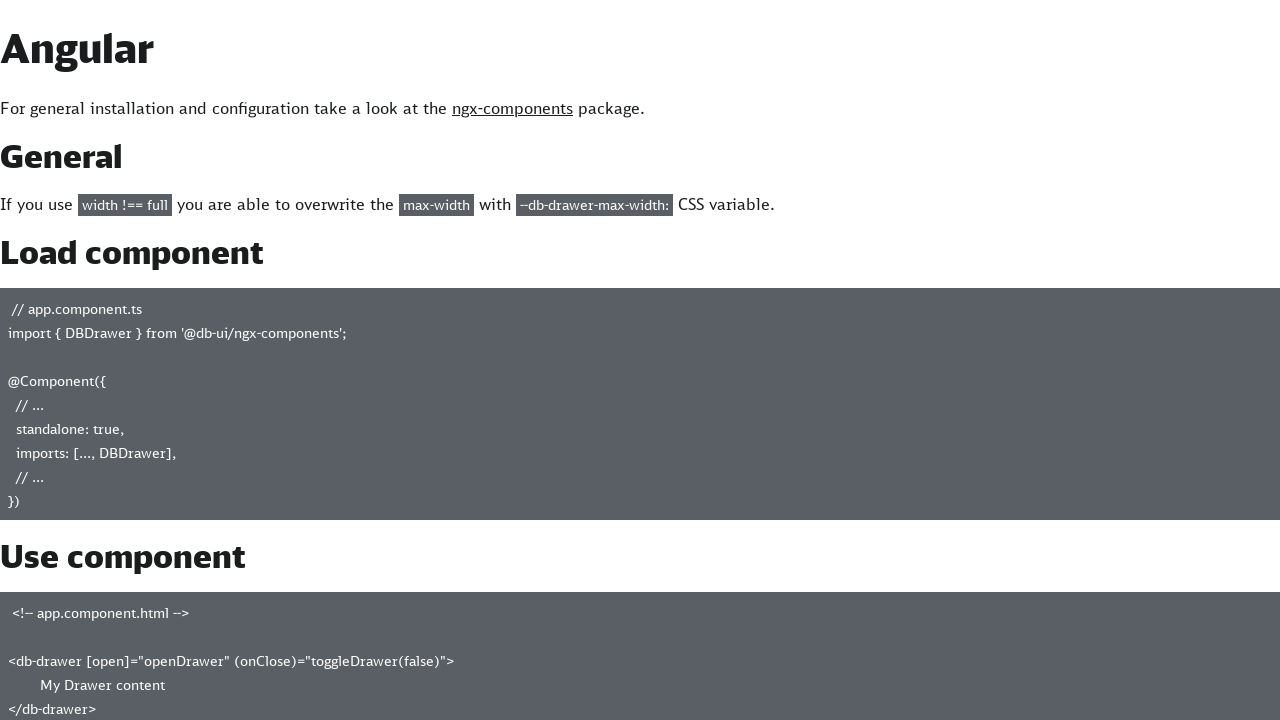 Angular
For general installation and configuration take a look at the ngx-components package.
General
If you use width !== full you are able to overwrite the max-width with --db-drawer-max-width: CSS variable.
Load component
// app.component.ts
import { DBDrawer } from '@db-ui/ngx-components';
@Component({
// ...
standalone: true,
imports: [..., DBDrawer],
// ...
})
Use component
<!-- app.component.html -->
<db-drawer [open]="openDrawer" (onClose)="toggleDrawer(false)">
My Drawer content
</db-drawer>